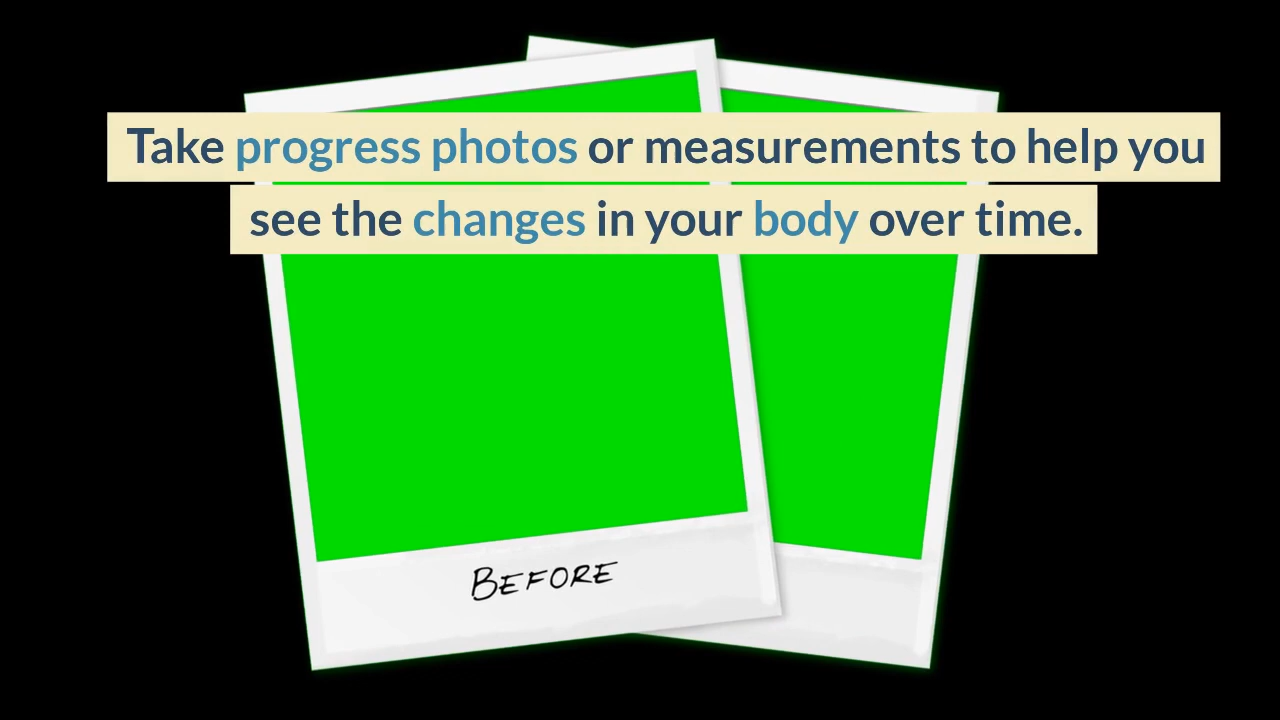 Take progress photos or measurements to help you
see the changes in your body over time.
BEFORE